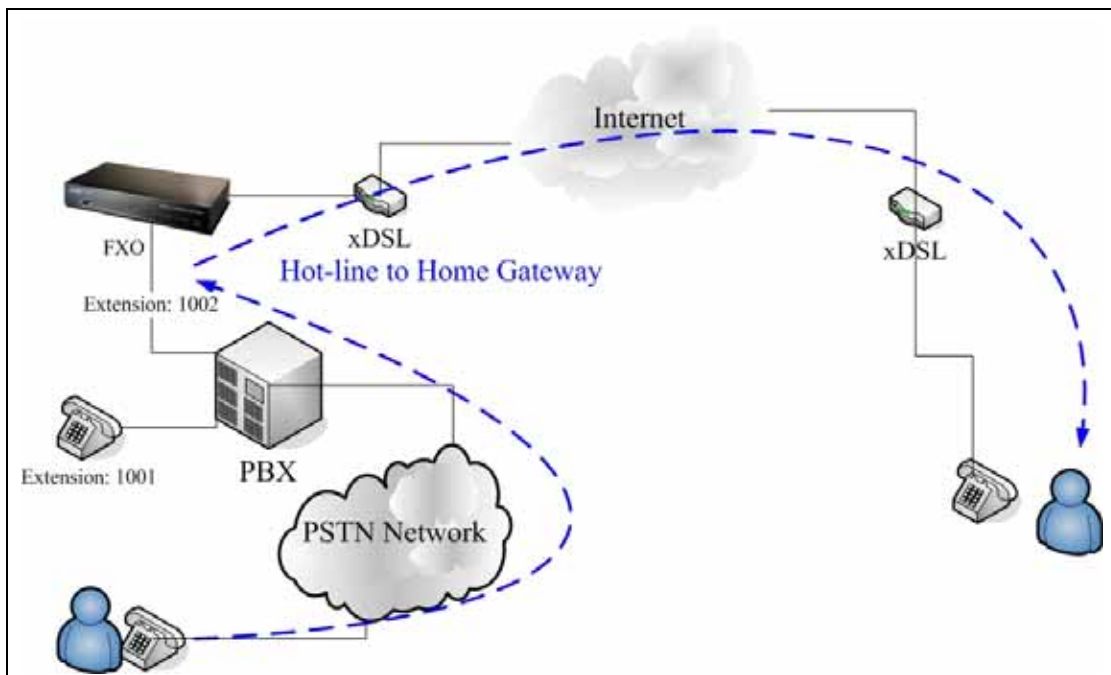 Internet
FXO
xDSL
xDSL
Hot-line to Home Gateway
Extension: 1002
PBX
Extension: 1001
PSTN Network